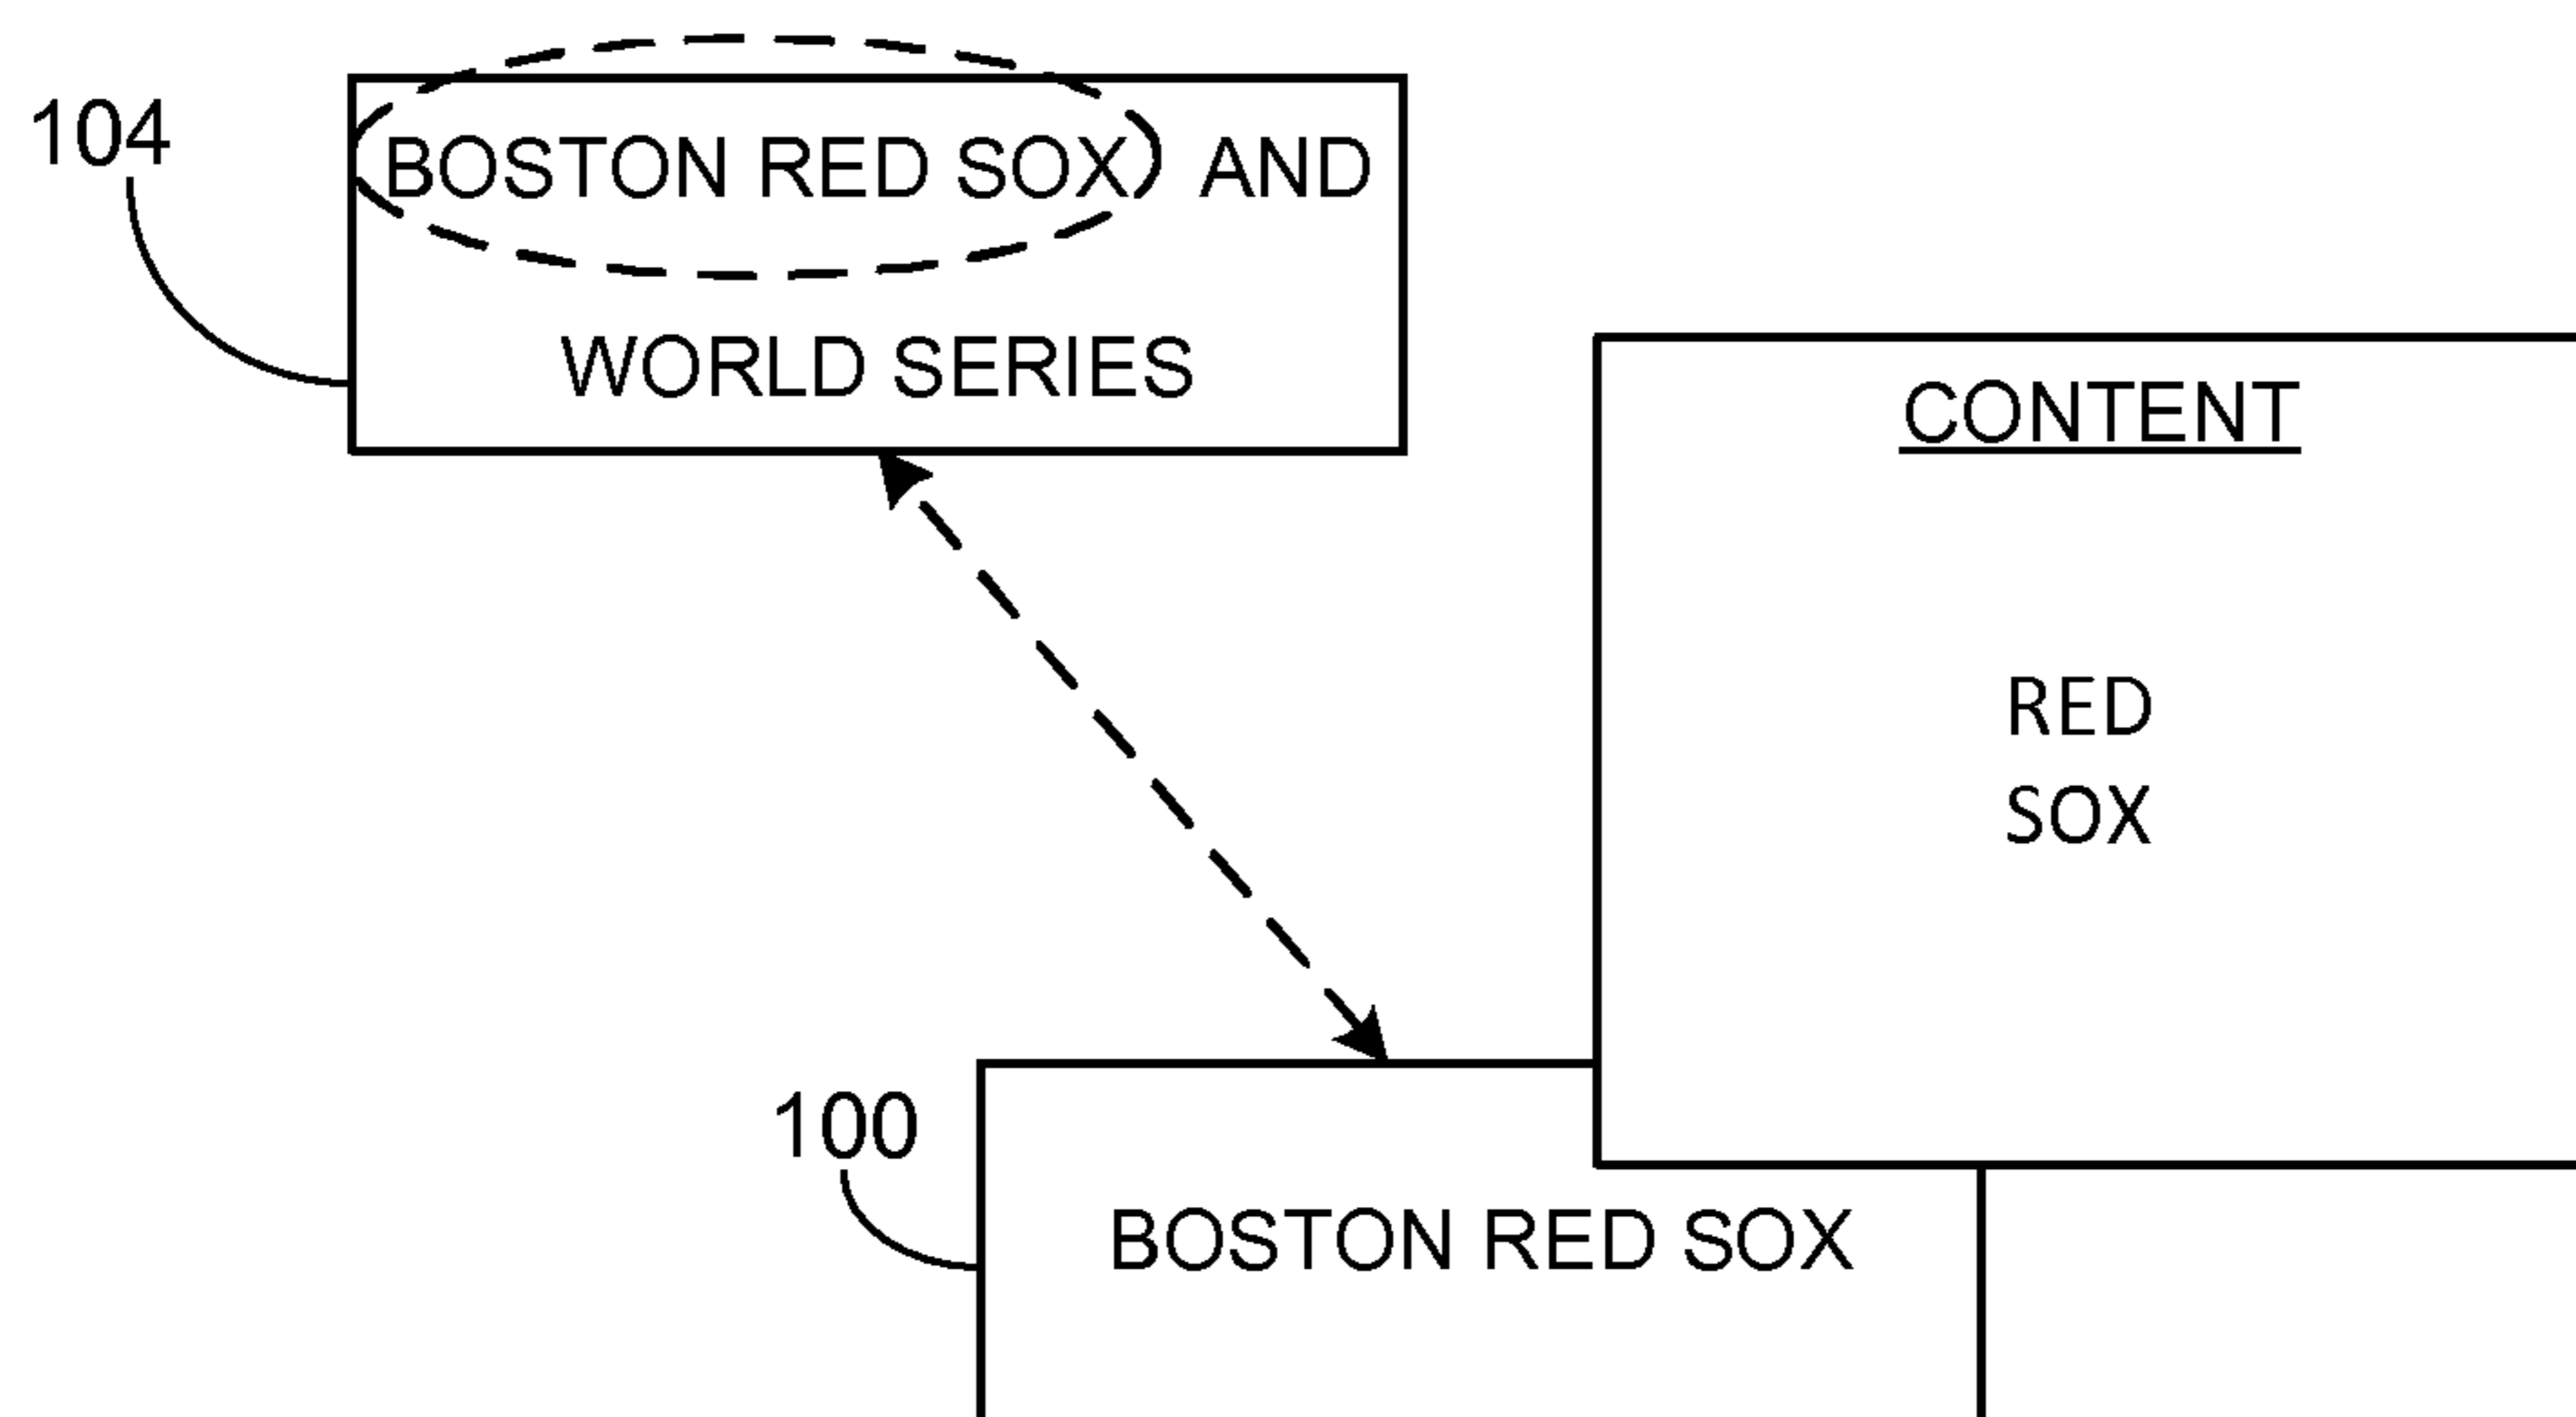 104
BOSTON RED SOX AND
WORLD SERIES
CONTENT
RED
SOX
100
BOSTON RED SOX